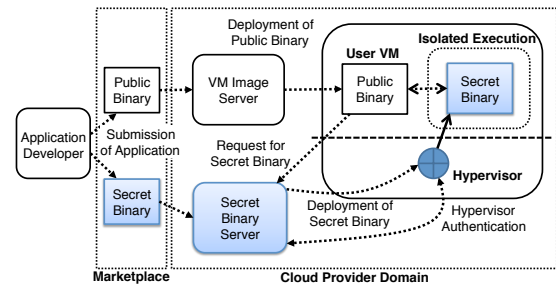 Deployment of
Public Binary
User VM
Isolated Execution
Public
Binary
VM Image
Server
Public
Binary
Secret
Binary
Application
Developer
Submission
of Application
Request for
Secret Binary
Hypervisor
Secret
Binary
Secret
Binary
Server
Deployment of
Secret Binary
Hypervisor
Authentication
Marketplace
Cloud Provider Domain